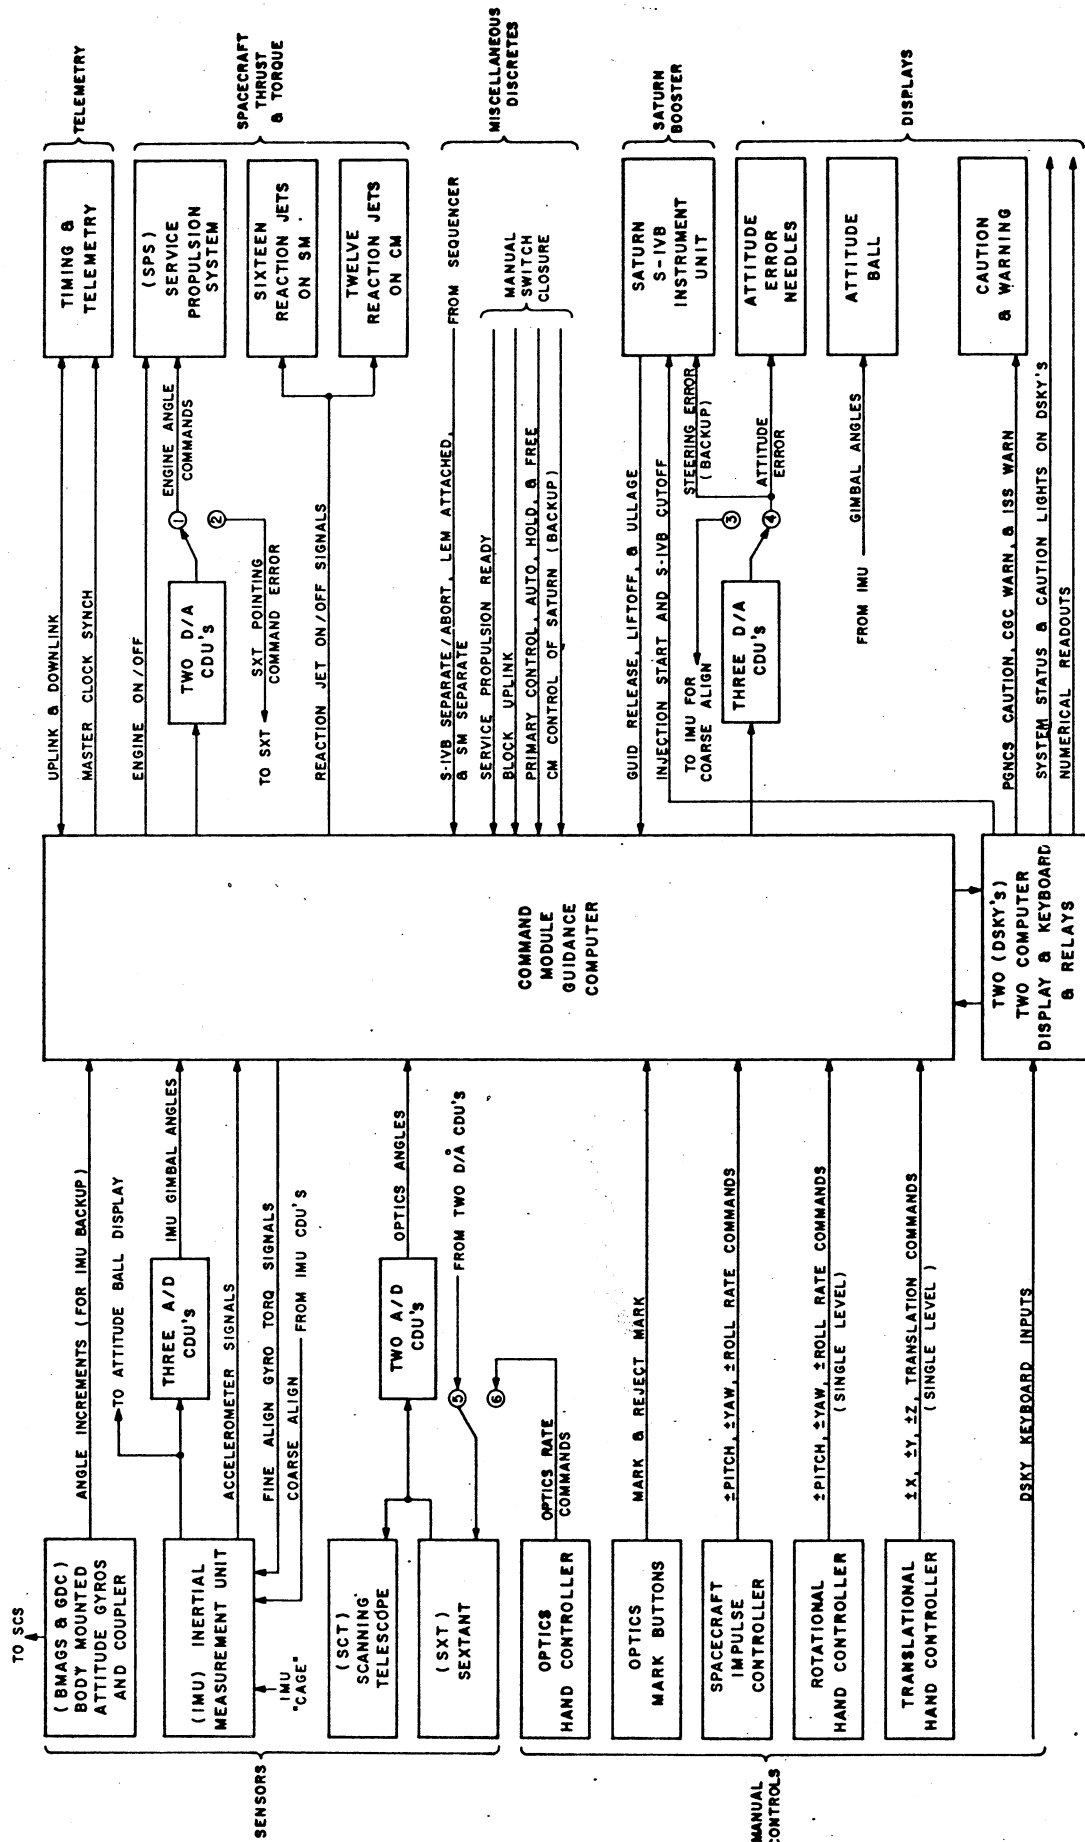 TO SCS
SENSORS
(BMAGS & GDC)
BODY MOUNTED
ATTITUDE GYROS
AND COUPLER
ANGLE INCREMENTS (FOR IMU BACKUP)
TO ATTITUDE BALL DISPLAY
(IMU) INERTIAL
MEASUREMENT UNIT
IMU
"CAGE"
THREE A/D
CDU's
IMU GIMBAL ANGLES
ACCELEROMETER SIGNALS
FINE ALIGN GYRO TORQ SIGNALS
COARSE ALIGN
FROM IMU CDU'S
(SCT)
SCANNING
TELESCOPE
(SXT)
SEXTANT
TWO A/D
CDU's
OPTICS ANGLES
5
FROM TWO D/A CDU's
6
MANUAL
CONTROLS
OPTICS
HAND CONTROLLER
OPTICS RATE
COMMANDS
OPTICS
MARK BUTTONS
MARK & REJECT MARK
SPACECRAFT
IMPULSE
CONTROLLER
±PITCH, ±YAW, ±ROLL RATE COMMANDS
ROTATIONAL
HAND CONTROLLER
±PITCH, ±YAW, ±ROLL RATE COMMANDS
(SINGLE LEVEL)
TRANSLATIONAL
HAND CONTROLLER
±X, ±Y, ±Z, TRANSLATION COMMANDS
(SINGLE LEVEL)
DSKY KEYBOARD INPUTS
COMMAND
MODULE
GUIDANCE
COMPUTER
TWO (DSKY's)
TWO COMPUTER
DISPLAY & KEYBOARD
& RELAYS
UPLINK & DOWNLINK
MASTER CLOCK SYNCH
TIMING &
TELEMETRY
TELEMETRY
ENGINE ON/OFF
TWO D/A
CDU's
1
ENGINE ANGLE
COMMANDS
2
TO SXT
SXT POINTING
COMMAND ERROR
REACTION JET ON/OFF SIGNALS
(SPS)
SERVICE
PROPULSION
SYSTEM
SIXTEEN
REACTION JETS
ON SM
TWELVE
REACTION JETS
ON CM
SPACECRAFT
THRUST
& TORQUE
S-IVB SEPARATE/ABORT, LEM ATTACHED,
& SM SEPARATE
FROM SEQUENCER
SERVICE PROPULSION READY
BLOCK UPLINK
PRIMARY CONTROL, AUTO, HOLD, & FREE
CM CONTROL OF SATURN (BACKUP)
MANUAL
SWITCH
CLOSURE
MISCELLANEOUS
DISCRETES
GUID RELEASE, LIFTOFF, & ULLAGE
INJECTION START AND S-IVB CUTOFF
STEERING ERROR
(BACKUP)
SATURN
S-IVB
INSTRUMENT
UNIT
SATURN
BOOSTER
TO IMU FOR
COARSE ALIGN
3
THREE D/A
CDU's
4
ATTITUDE
ERROR
ATTITUDE
ERROR
NEEDLES
FROM IMU
GIMBAL ANGLES
ATTITUDE
BALL
PGNCS CAUTION, CGC WARN, & ISS WARN
CAUTION
& WARNING
SYSTEM STATUS & CAUTION LIGHTS ON DSKY's
NUMERICAL READOUTS
DISPLAYS